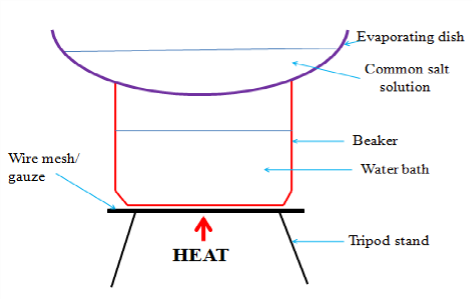 Evaporating dish
Common salt
solution
Beaker
Wire mesh/
gauze
Water bath
Tripod stand
HEAT